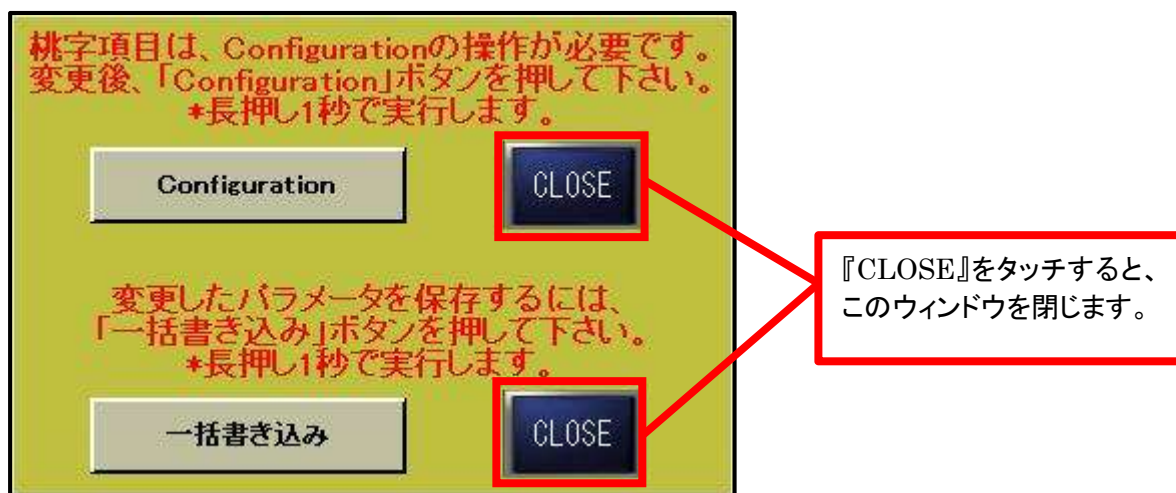 桃字項目は、Configurationの操作が必要です。
変更後、「Configuration」ボタンを押して下さい。
*長押し1秒で実行します。
Configuration
CLOSE
変更したパラメータを保存するには、
「一括書き込み」ボタンを押して下さい。
*長押し1秒で実行します。
一括書き込み
CLOSE
『CLOSE』をタッチすると、
このウィンドウを閉じます。